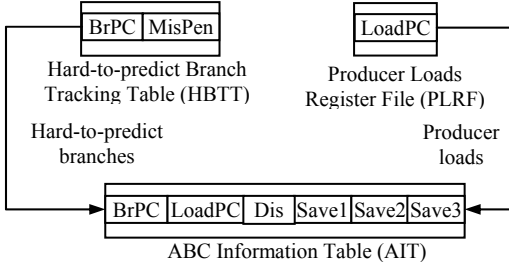 BrPC MisPen
Hard-to-predict Branch
Tracking Table (HBTT)
LoadPC
Producer Loads
Register File (PLRF)
Hard-to-predict
branches
Producer
loads
BrPC LoadPC Dis Save1 Save2 Save3
ABC Information Table (AIT)